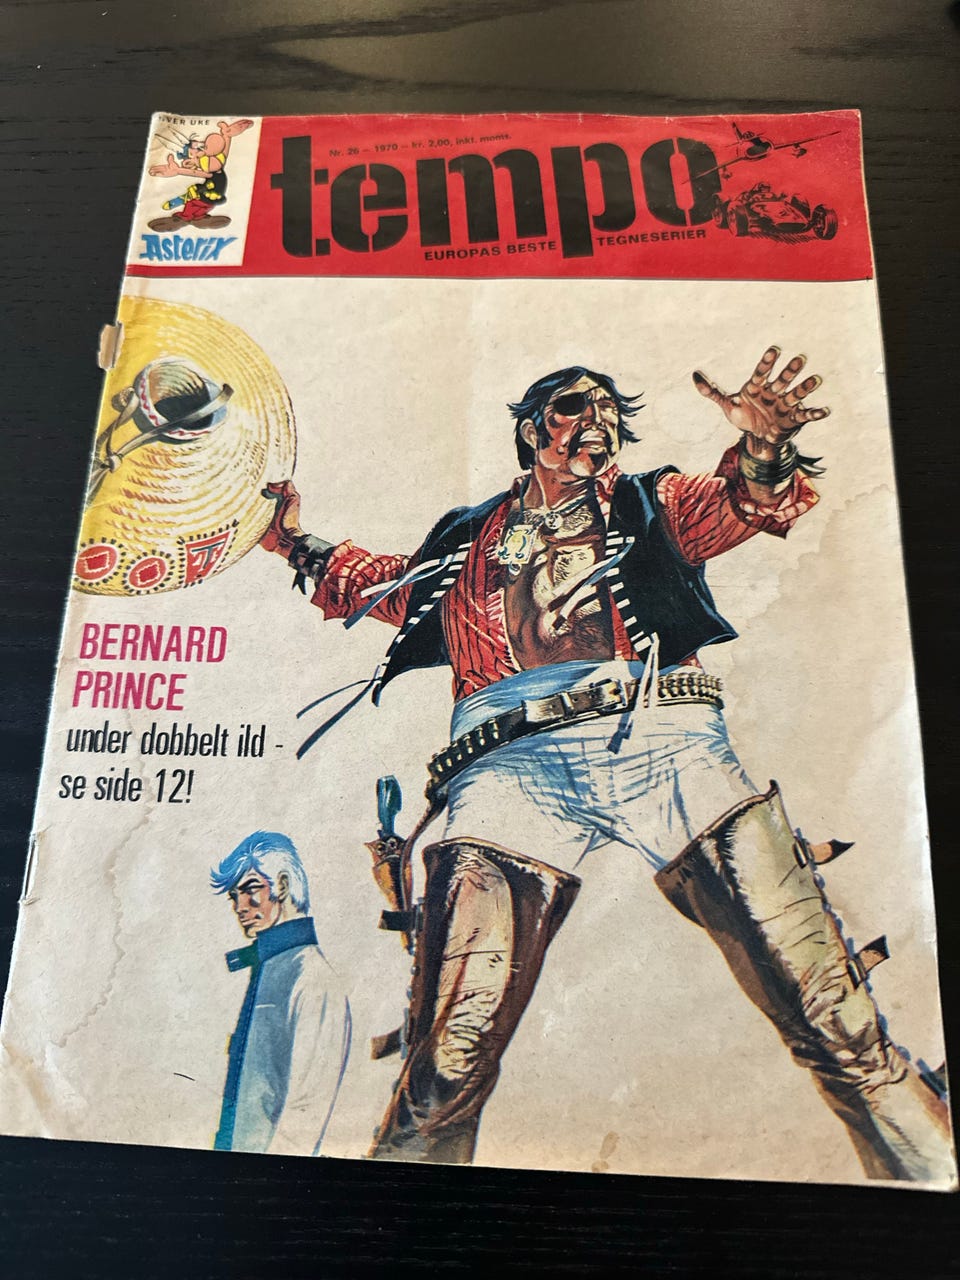 HVER UKE
Asterix
Nr. 26 – 1970 – kr. 2,00, inkl. moms.
tempo
EUROPAS BESTE TEGNESERIER
BERNARD
PRINCE
under dobbelt ild -
se side 12!